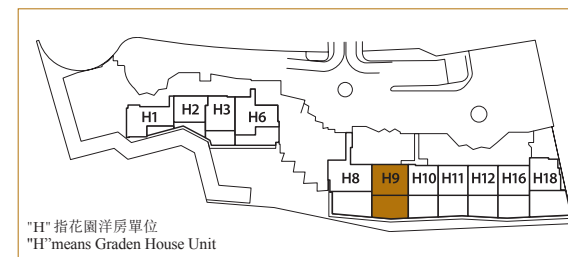 H1 H2 H3 H6
H8 H9 H10 H11 H12 H16 H18
"H" 指花園洋房單位
"H"means Graden House Unit